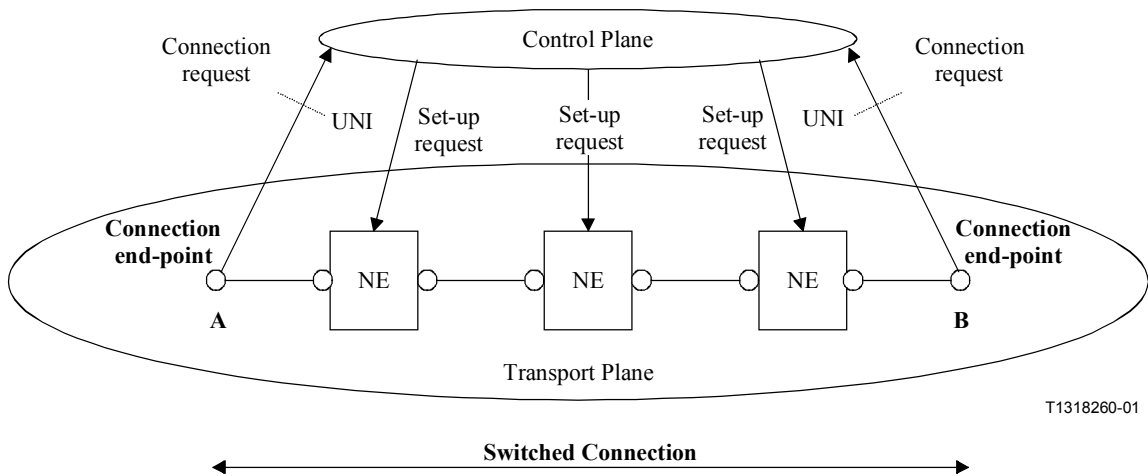 Control Plane
Connection
request
Connection
request
UNI
Set-up
request
Set-up
request
Set-up
request
UNI
Connection
end-point
Connection
end-point
NE
NE
NE
A
B
Transport Plane
T1318260-01
Switched Connection